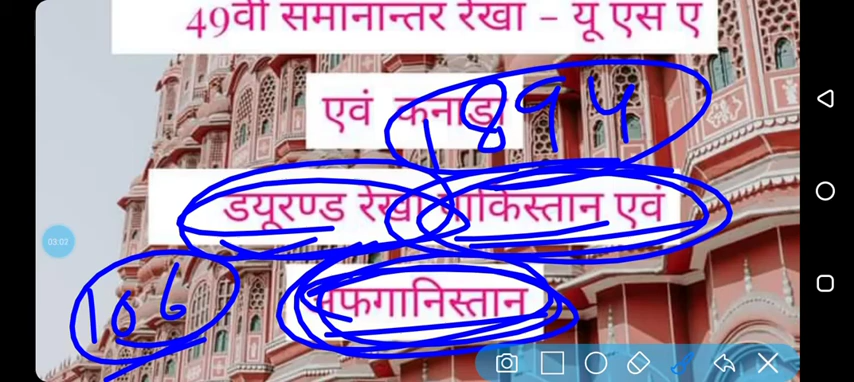 49वी समानान्तर रेखा - यू एस ए
एवं कनाडा
1894
डयूरण्ड रेखा पाकिस्तान एवं
अफगानिस्तान
106
03:02